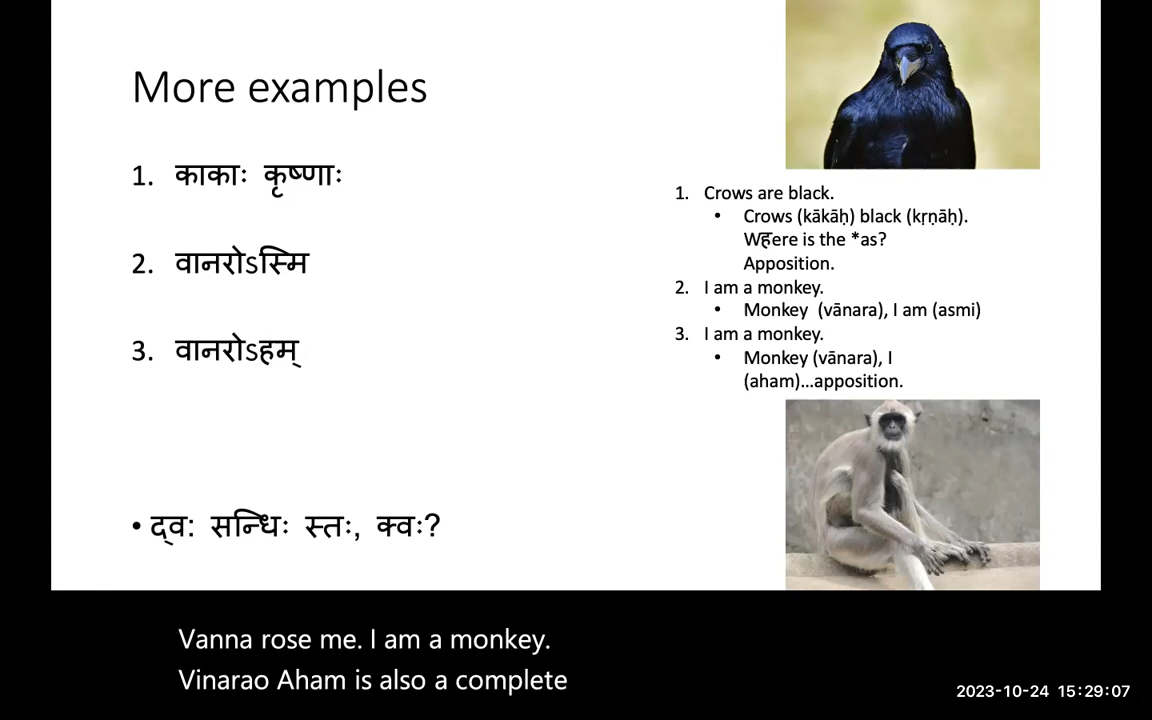 More examples
1. काकाः कृष्णाः
2. वानरोऽस्मि
3. वानरोऽहम्
• द्व: सन्धिः स्तः, क्वः?
1. Crows are black.
• Crows (kākāḥ) black (kṛṇāḥ).
Wहere is the *as?
Apposition.
2. I am a monkey.
• Monkey (vānara), I am (asmi)
3. I am a monkey.
• Monkey (vānara), I
(aham)...apposition.
Vanna rose me. I am a monkey.
Vinarao Aham is also a complete
2023-10-24 15:29:07